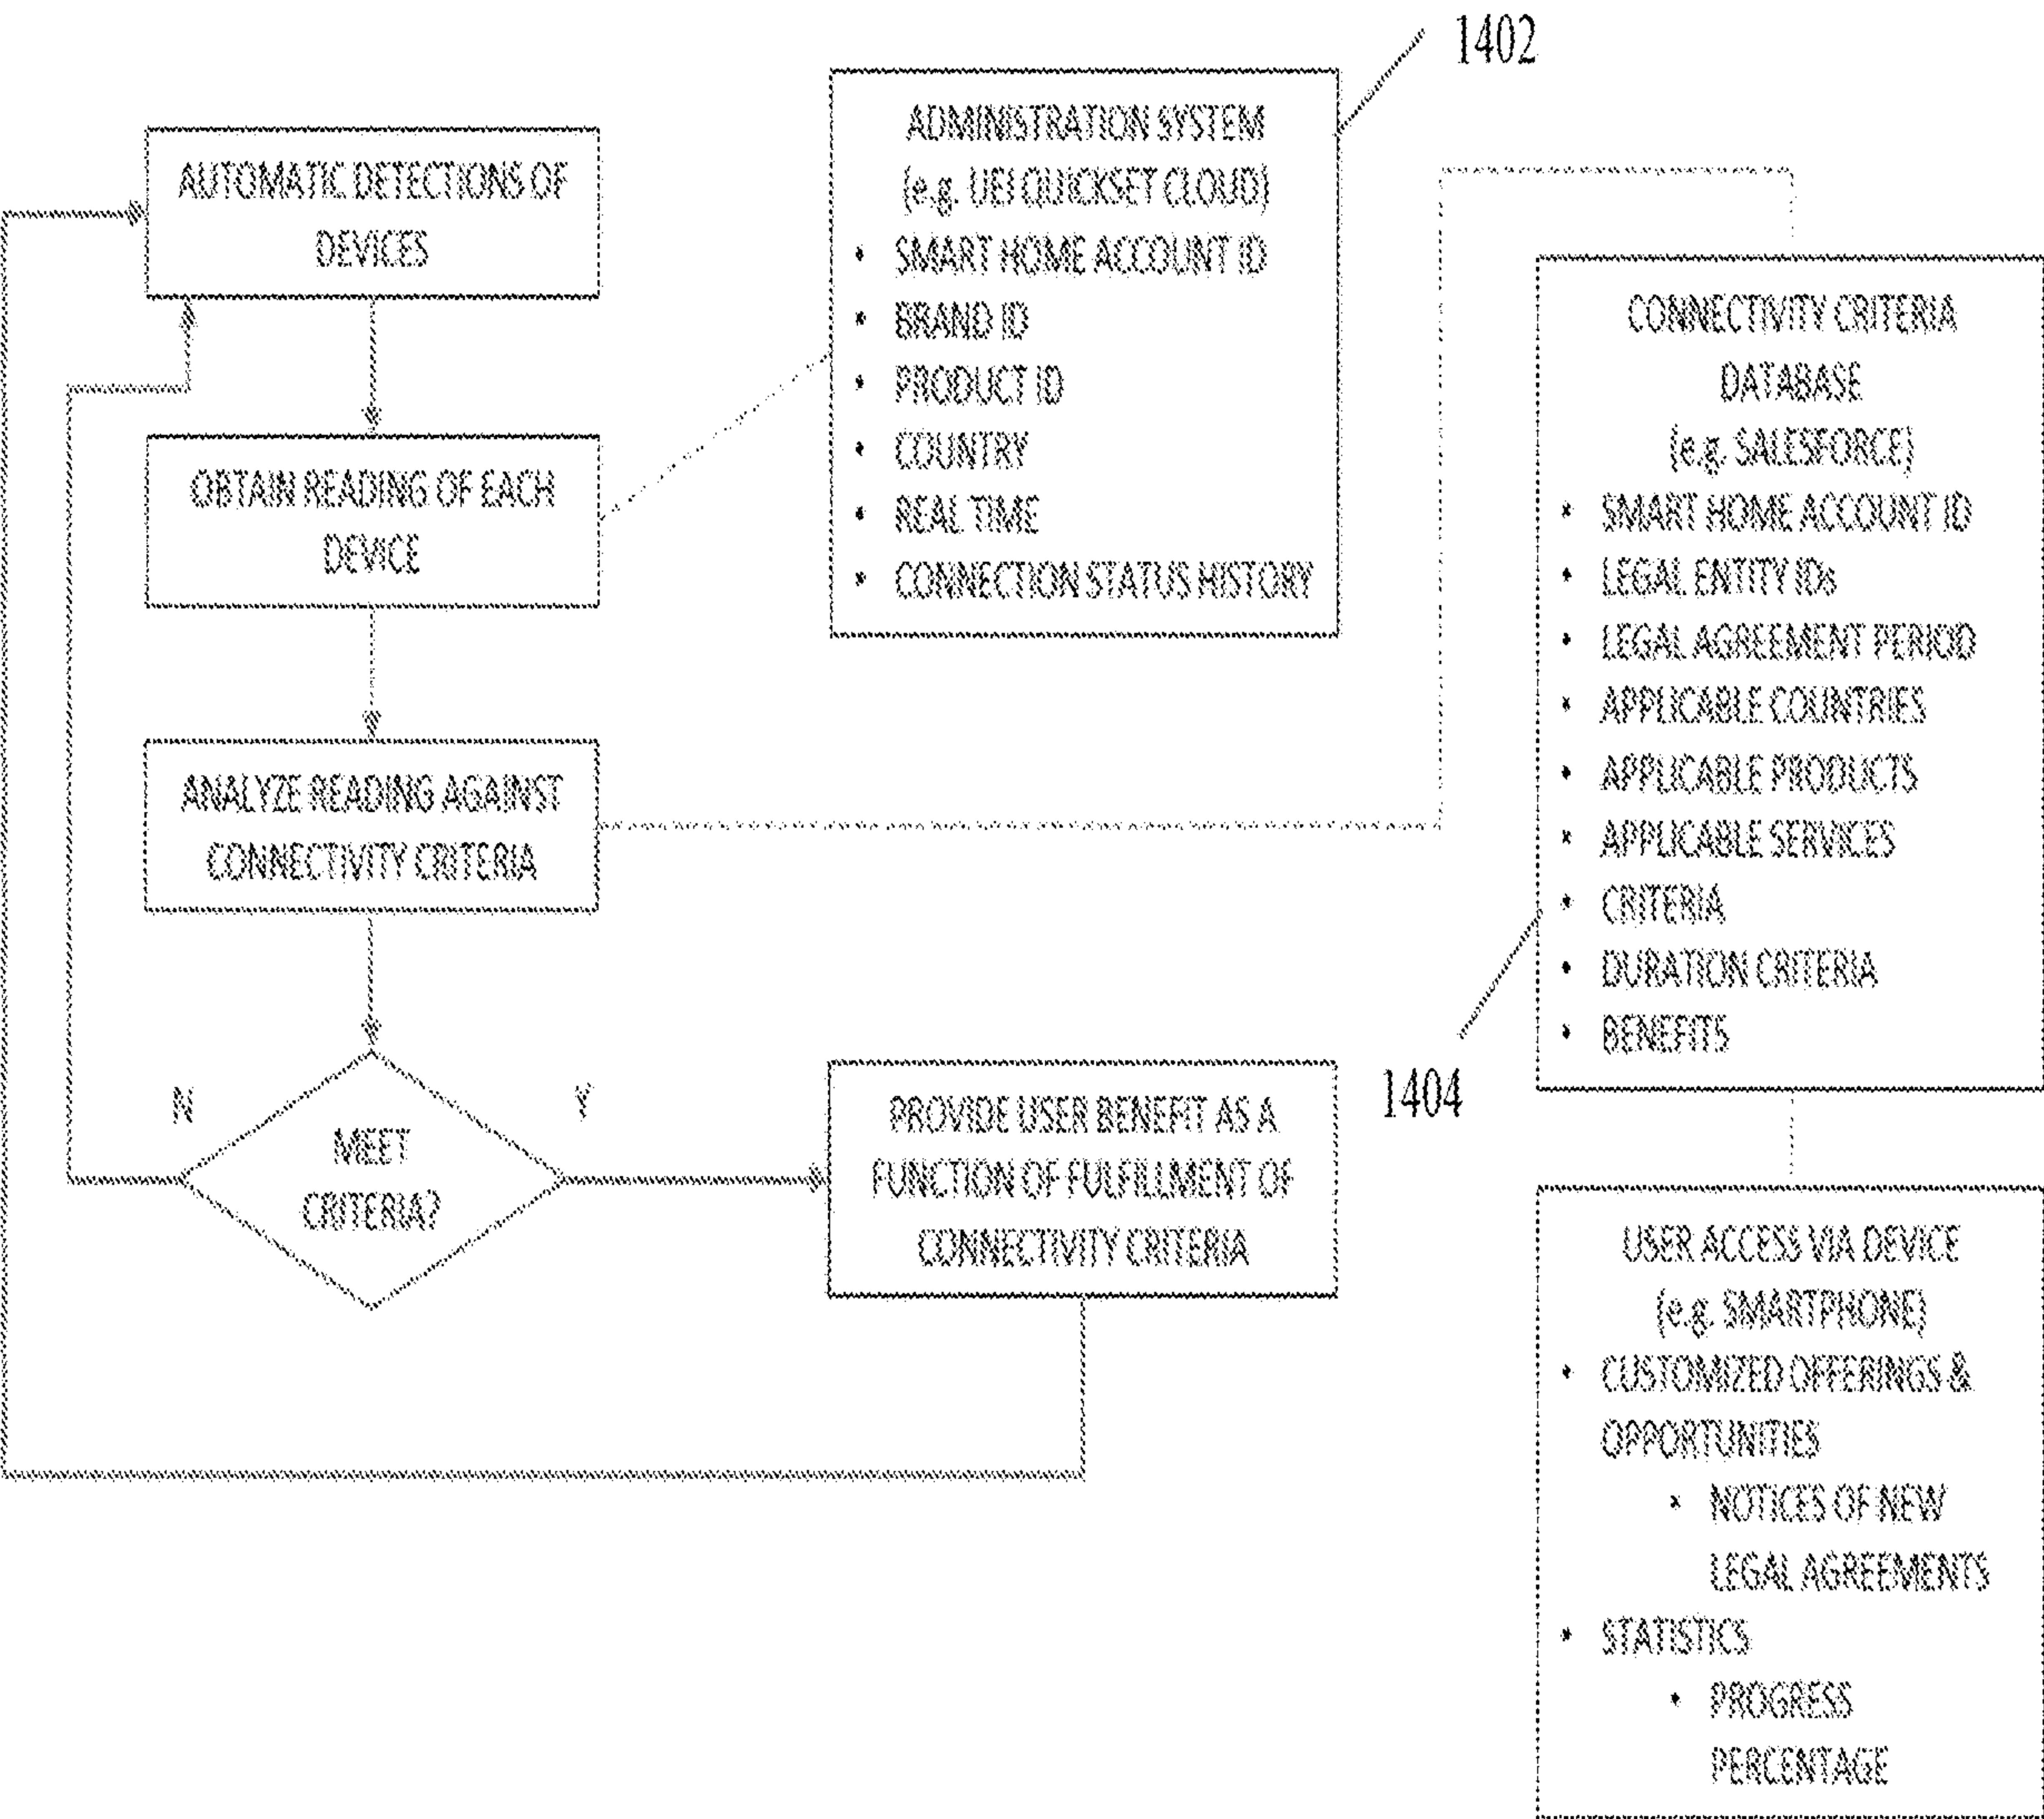 1402
AUTOMATIC DETECTIONS OF
DEVICES
OBTAIN READING OF EACH
DEVICE
ANALYZE READING AGAINST
CONNECTIVITY CRITERIA
N
Y
MEET
CRITERIA?
ADMINISTRATION SYSTEM
(e.g. UEI QUICKSET CLOUD)
• SMART HOME ACCOUNT ID
• BRAND ID
• PRODUCT ID
• COUNTRY
• REAL TIME
• CONNECTION STATUS HISTORY
PROVIDE USER BENEFIT AS A
FUNCTION OF FULFILLMENT OF
CONNECTIVITY CRITERIA
1404
CONNECTIVITY CRITERIA
DATABASE
(e.g. SALESFORCE)
• SMART HOME ACCOUNT ID
• LEGAL ENTITY IDs
• LEGAL AGREEMENT PERIOD
• APPLICABLE COUNTRIES
• APPLICABLE PRODUCTS
• APPLICABLE SERVICES
• CRITERIA
• DURATION CRITERIA
• BENEFITS
USER ACCESS VIA DEVICE
(e.g. SMARTPHONE)
• CUSTOMIZED OFFERINGS &
OPPORTUNITIES
• NOTICES OF NEW
LEGAL AGREEMENTS
• STATISTICS
• PROGRESS
PERCENTAGE